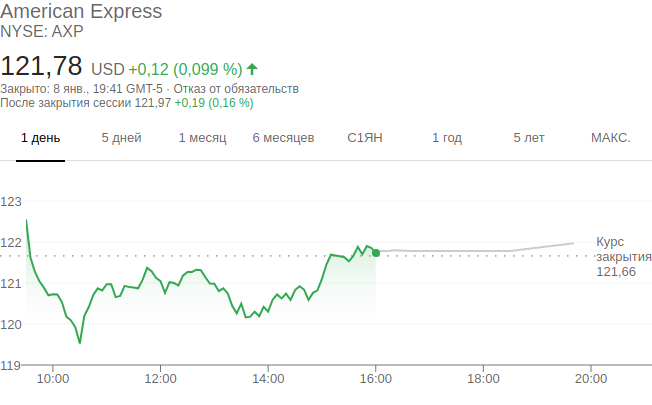 American Express
NYSE: AXP
121,78 USD +0,12 (0,099 %)
Закрыто: 8 янв., 19:41 GMT-5 · Отказ от обязательств
После закрытия сессии 121,97 +0,19 (0,16 %)
1 день 5 дней 1 месяц 6 месяцев С1ЯН 1 год 5 лет МАКС.
123
122
121
120
119
Курс
закрытия
121,66
10:00 12:00 14:00 16:00 18:00 20:00